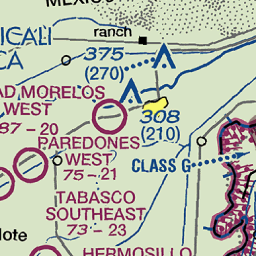 MEXICO
ICALI
CA
ranch
375
(270)
AD MORELOS
WEST
87 - 20
308
(210)
PAREDONES
WEST
75 - 21
CLASS G
TABASCO
SOUTHEAST
73 - 23
lote
HERMOSILLO